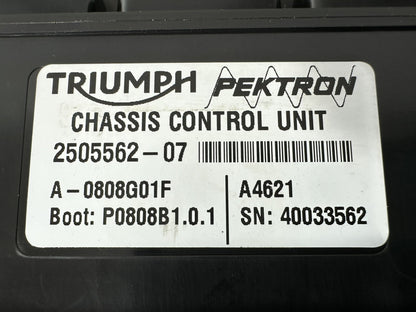 TRIUMPH PEKTRON
CHASSIS CONTROL UNIT
2505562-07
A-0808G01F A4621
Boot: P0808B1.0.1 SN: 40033562